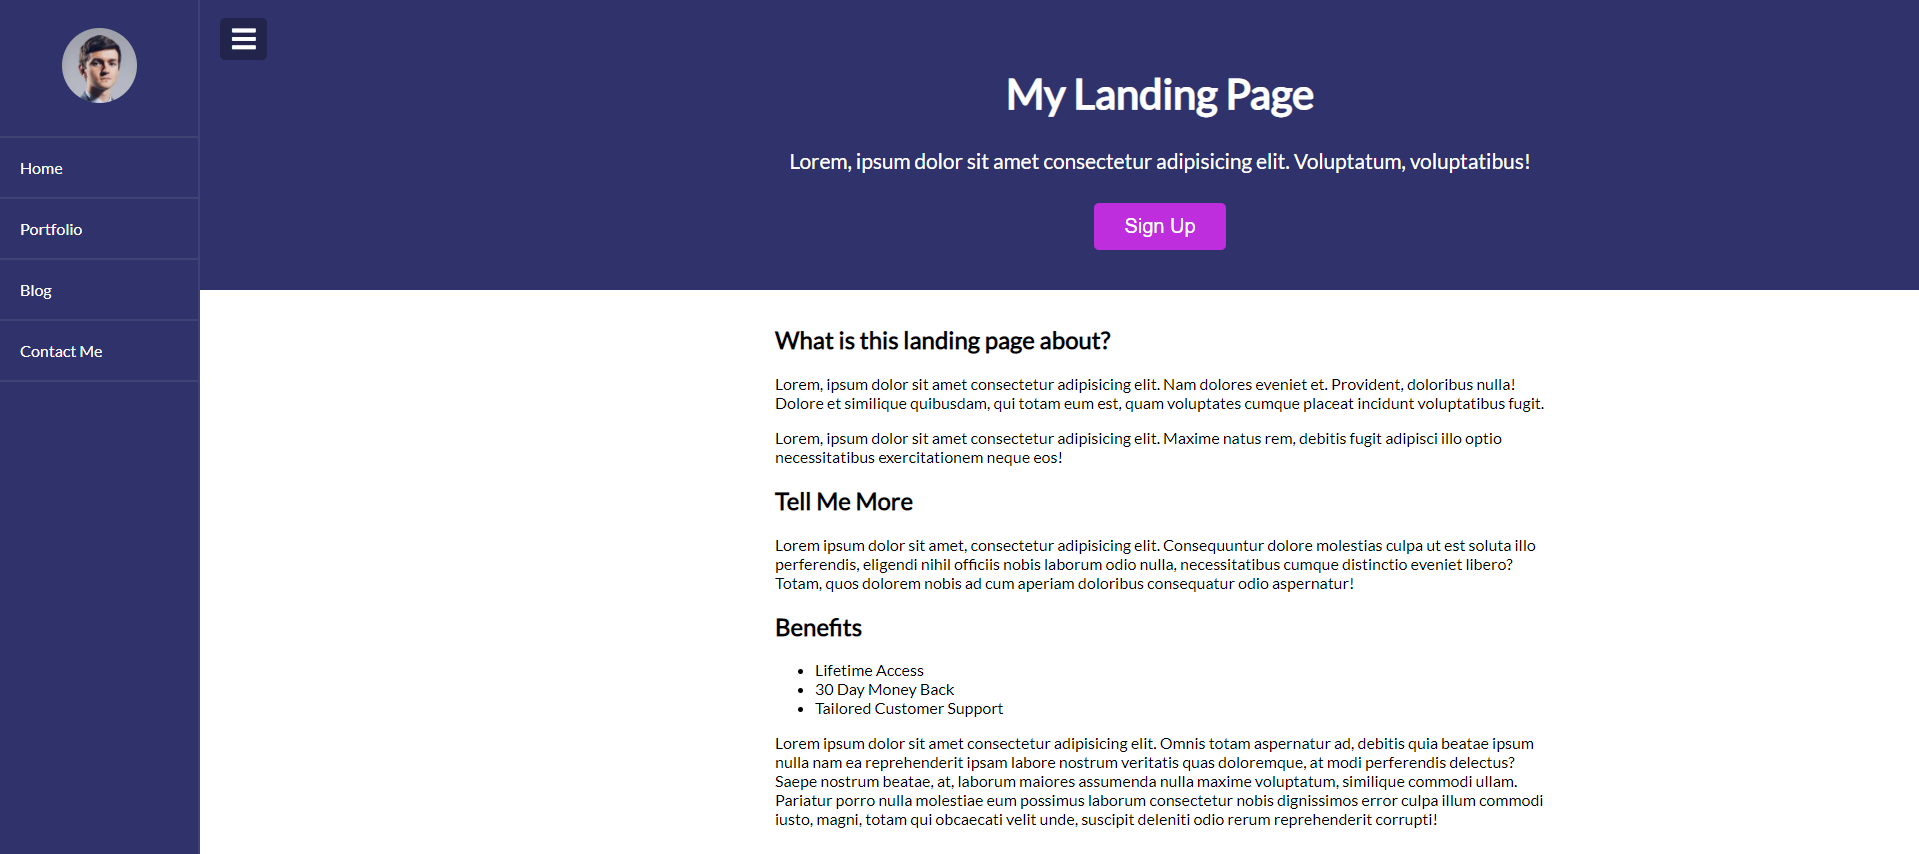 Home
Portfolio
Blog
Contact Me
My Landing Page
Lorem, ipsum dolor sit amet consectetur adipisicing elit. Voluptatum, voluptatibus!
Sign Up
What is this landing page about?
Lorem, ipsum dolor sit amet consectetur adipisicing elit. Nam dolores eveniet et. Provident, doloribus nulla!
Dolore et similique quibusdam, qui totam eum est, quam voluptates cumque placeat incidunt voluptatibus fugit.
Lorem, ipsum dolor sit amet consectetur adipisicing elit. Maxime natus rem, debitis fugit adipisci illo optio
necessitatibus exercitationem neque eos!
Tell Me More
Lorem ipsum dolor sit amet, consectetur adipisicing elit. Consequuntur dolore molestias culpa ut est soluta illo
perferendis, eligendi nihil officiis nobis laborum odio nulla, necessitatibus cumque distinctio eveniet libero?
Totam, quos dolorem nobis ad cum aperiam doloribus consequatur odio aspernatur!
Benefits
• Lifetime Access
• 30 Day Money Back
• Tailored Customer Support
Lorem ipsum dolor sit amet consectetur adipisicing elit. Omnis totam aspernatur ad, debitis quia beatae ipsum
nulla nam ea reprehenderit ipsam labore nostrum veritatis quas doloremque, at modi perferendis delectus?
Saepe nostrum beatae, at, laborum maiores assumenda nulla maxime voluptatum, similique commodi ullam.
Pariatur porro nulla molestiae eum possimus laborum consectetur nobis dignissimos error culpa illum commodi
iusto, magni, totam qui obcaecati velit unde, suscipit deleniti odio rerum reprehenderit corrupti!